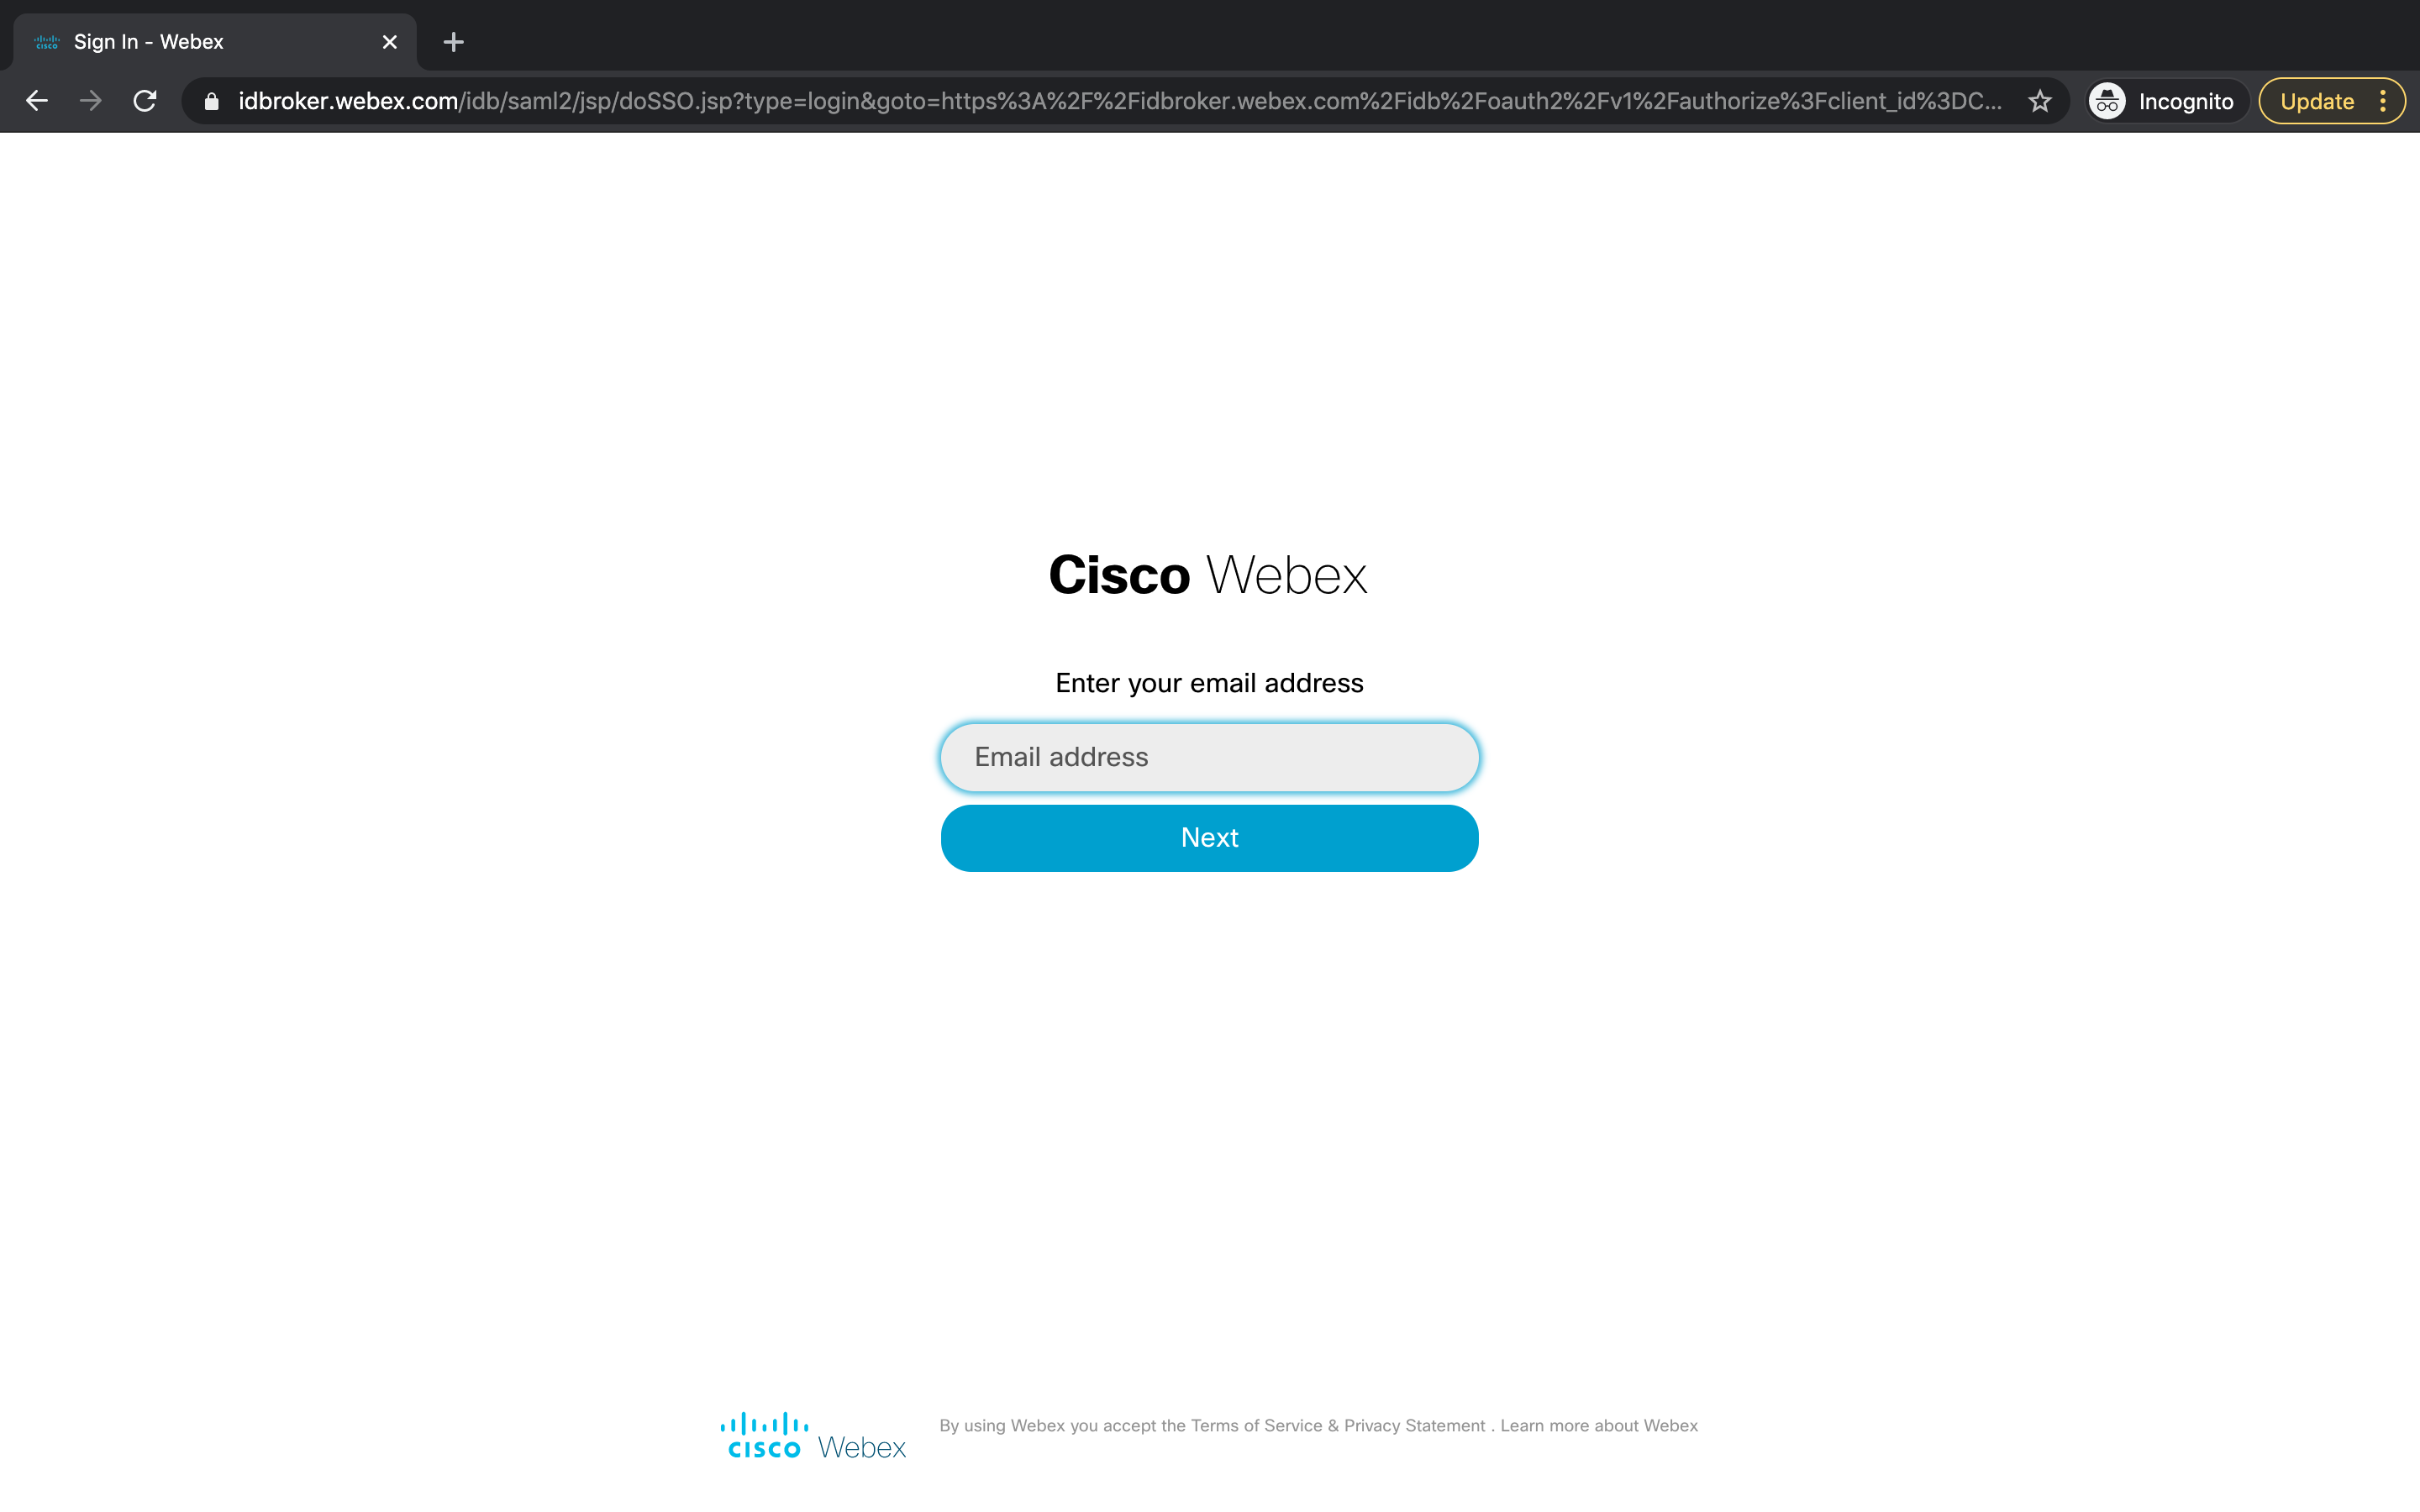 Sign In - Webex
idbroker.webex.com/idb/saml2/jsp/doSSO.jsp?type=login&goto=https%3A%2F%2Fidbroker.webex.com%2Fidb%2Foauth2%2Fv1%2Fauthorize%3Fclient_id%3DC...
Incognito
Update
Cisco Webex
Enter your email address
Email address
Next
CISCO Webex
By using Webex you accept the Terms of Service & Privacy Statement . Learn more about Webex